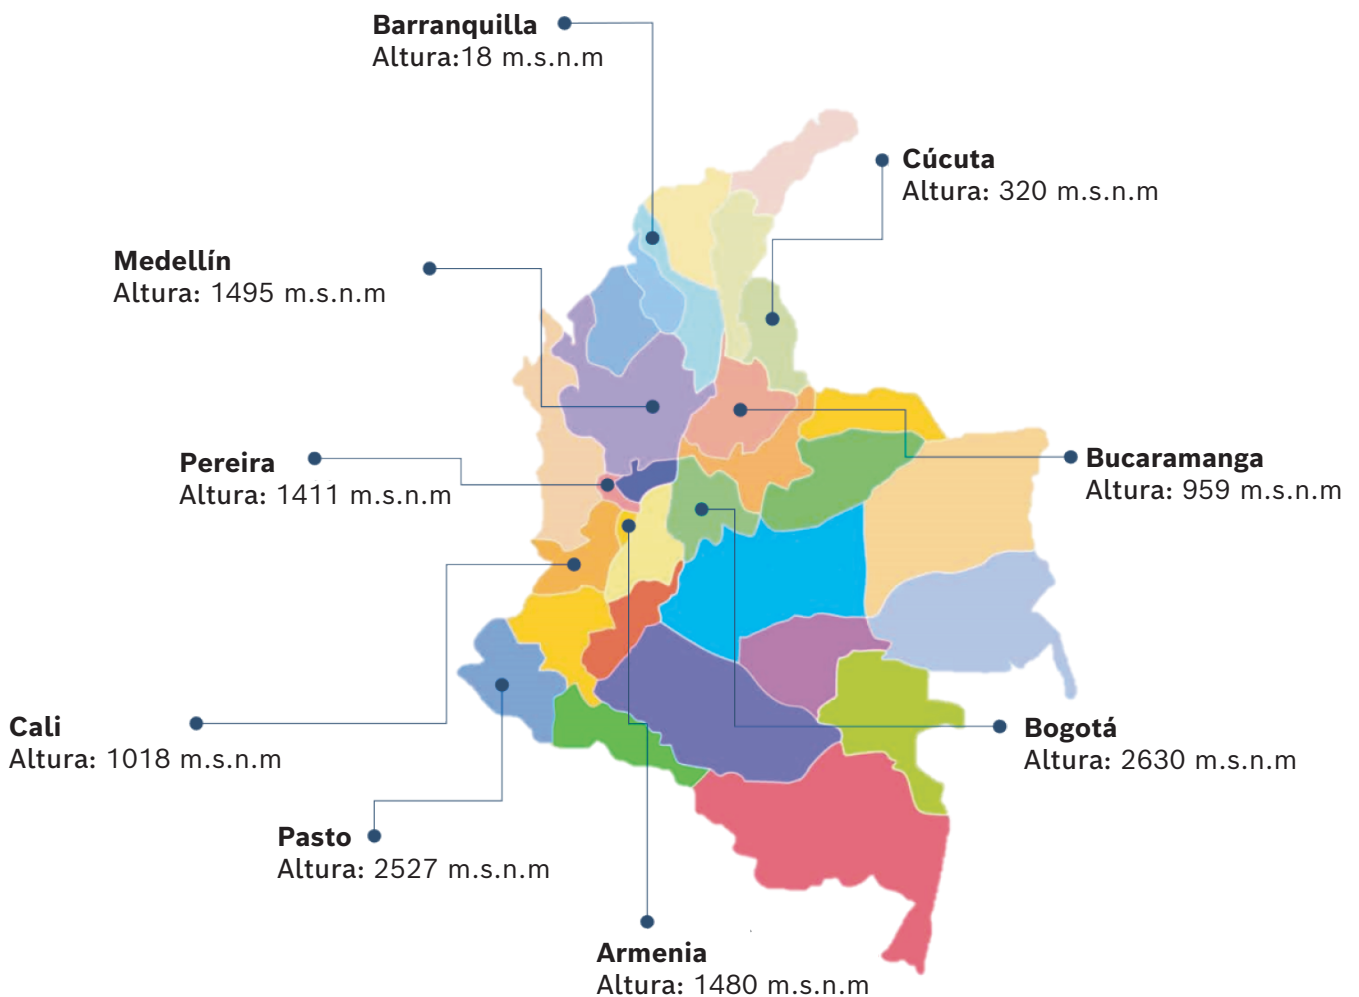 Barranquilla
Altura:18 m.s.n.m
Cúcuta
Altura: 320 m.s.n.m
Medellín
Altura: 1495 m.s.n.m
Pereira
Altura: 1411 m.s.n.m
Bucaramanga
Altura: 959 m.s.n.m
Cali
Altura: 1018 m.s.n.m
Bogotá
Altura: 2630 m.s.n.m
Pasto
Altura: 2527 m.s.n.m
Armenia
Altura: 1480 m.s.n.m